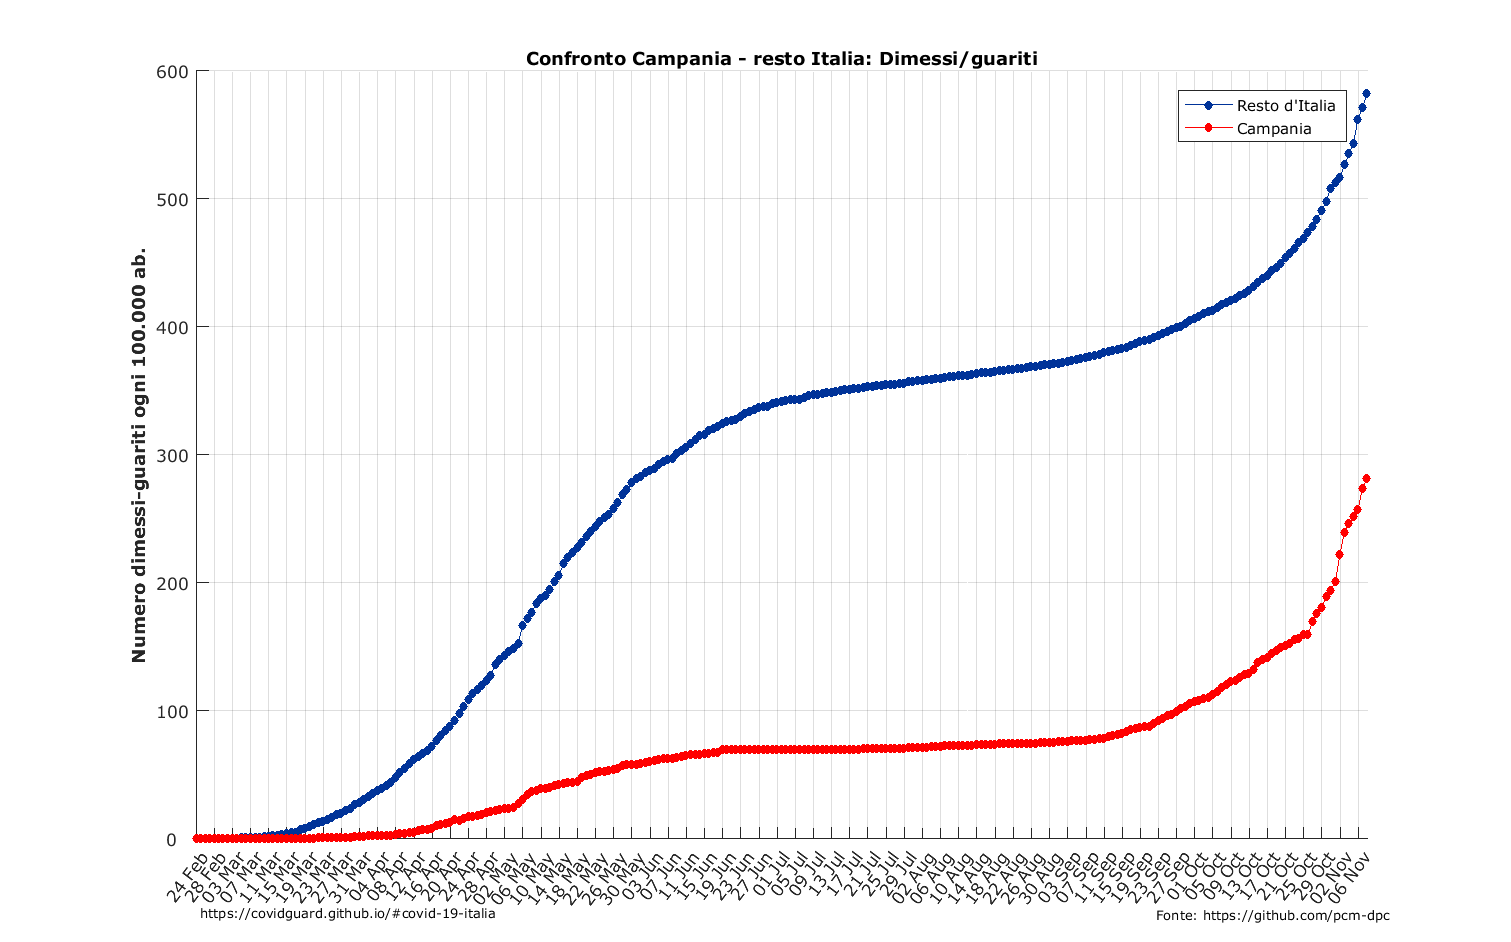 Confronto Campania - resto Italia: Dimessi/guariti
Resto d'Italia
Campania
Numero dimessi-guariti ogni 100.000 ab.
600
500
400
300
200
100
0
24 Feb
28 Feb
03 Mar
07 Mar
11 Mar
15 Mar
19 Mar
23 Mar
27 Mar
31 Mar
04 Apr
08 Apr
12 Apr
16 Apr
20 Apr
24 Apr
28 Apr
02 May
06 May
10 May
14 May
18 May
22 May
26 May
30 May
03 Jun
07 Jun
11 Jun
15 Jun
19 Jun
23 Jun
27 Jun
01 Jul
05 Jul
09 Jul
13 Jul
17 Jul
21 Jul
25 Jul
29 Jul
02 Aug
06 Aug
10 Aug
14 Aug
18 Aug
22 Aug
26 Aug
30 Aug
03 Sep
07 Sep
11 Sep
15 Sep
19 Sep
23 Sep
27 Sep
01 Oct
05 Oct
09 Oct
13 Oct
17 Oct
21 Oct
25 Oct
29 Oct
02 Nov
06 Nov
https://covidguard.github.io/#covid-19-italia
Fonte: https://github.com/pcm-dpc